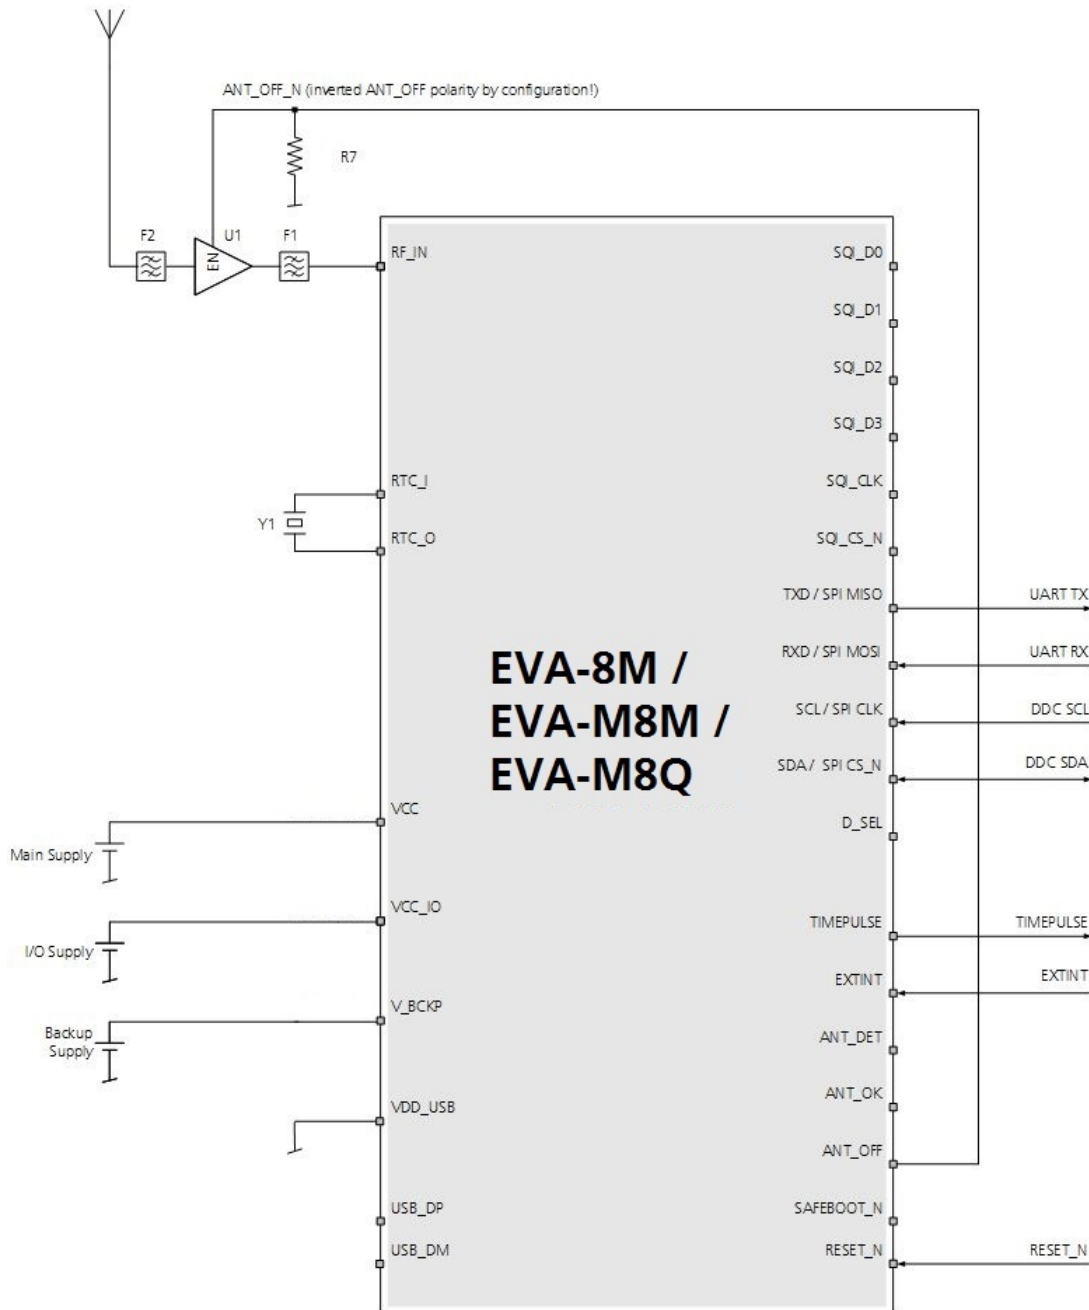 ANT_OFF_N (inverted ANT_OFF polarity by configuration!)
R7
F2
U1
F1
EN
RF_IN
SQI_D0
SQI_D1
SQI_D2
SQI_D3
RTC_I
SQI_CLK
Y1
RTC_O
SQI_CS_N
TXD / SPI MISO
UART TX
RXD / SPI MOSI
UART RX
EVA-8M /
EVA-M8M /
EVA-M8Q
SCL / SPI CLK
DDC SCL
SDA / SPI CS_N
DDC SDA
VCC
D_SEL
Main Supply
VCC_IO
TIMEPULSE
TIMEPULSE
I/O Supply
EXTINT
EXTINT
V_BCKP
Backup
Supply
ANT_DET
ANT_OK
VDD_USB
ANT_OFF
USB_DP
SAFEBOOT_N
USB_DM
RESET_N
RESET_N